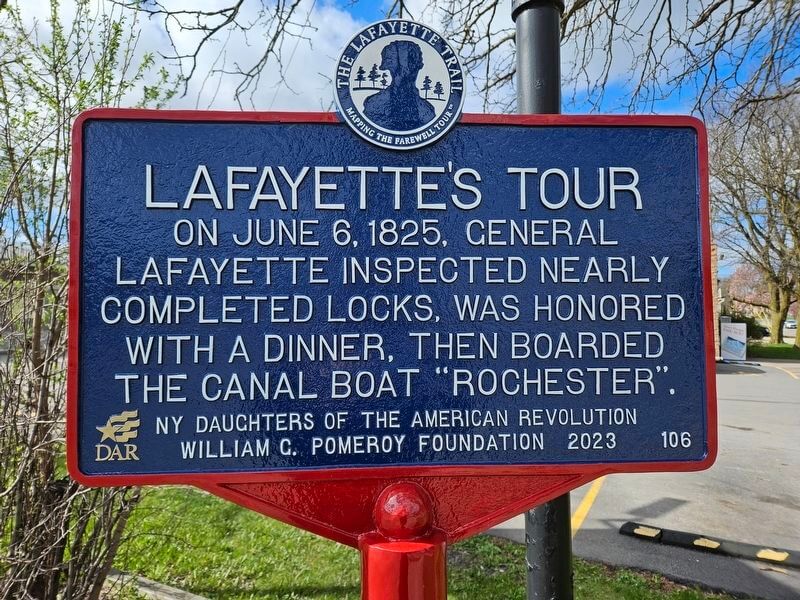 THE LAFAYETTE TRAIL
MAPPING THE FAREWELL TOUR™
LAFAYETTE'S TOUR
ON JUNE 6, 1825, GENERAL
LAFAYETTE INSPECTED NEARLY
COMPLETED LOCKS, WAS HONORED
WITH A DINNER, THEN BOARDED
THE CANAL BOAT "ROCHESTER".
NY DAUGHTERS OF THE AMERICAN REVOLUTION
WILLIAM G. POMEROY FOUNDATION 2023 106
DAR